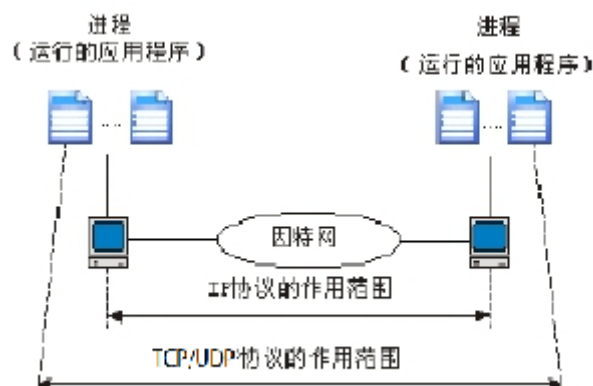 进程
（运行的应用程序）
进程
（运行的应用程序）
....
....
因特网
IP协议的作用范围
TCP/UDP协议的作用范围